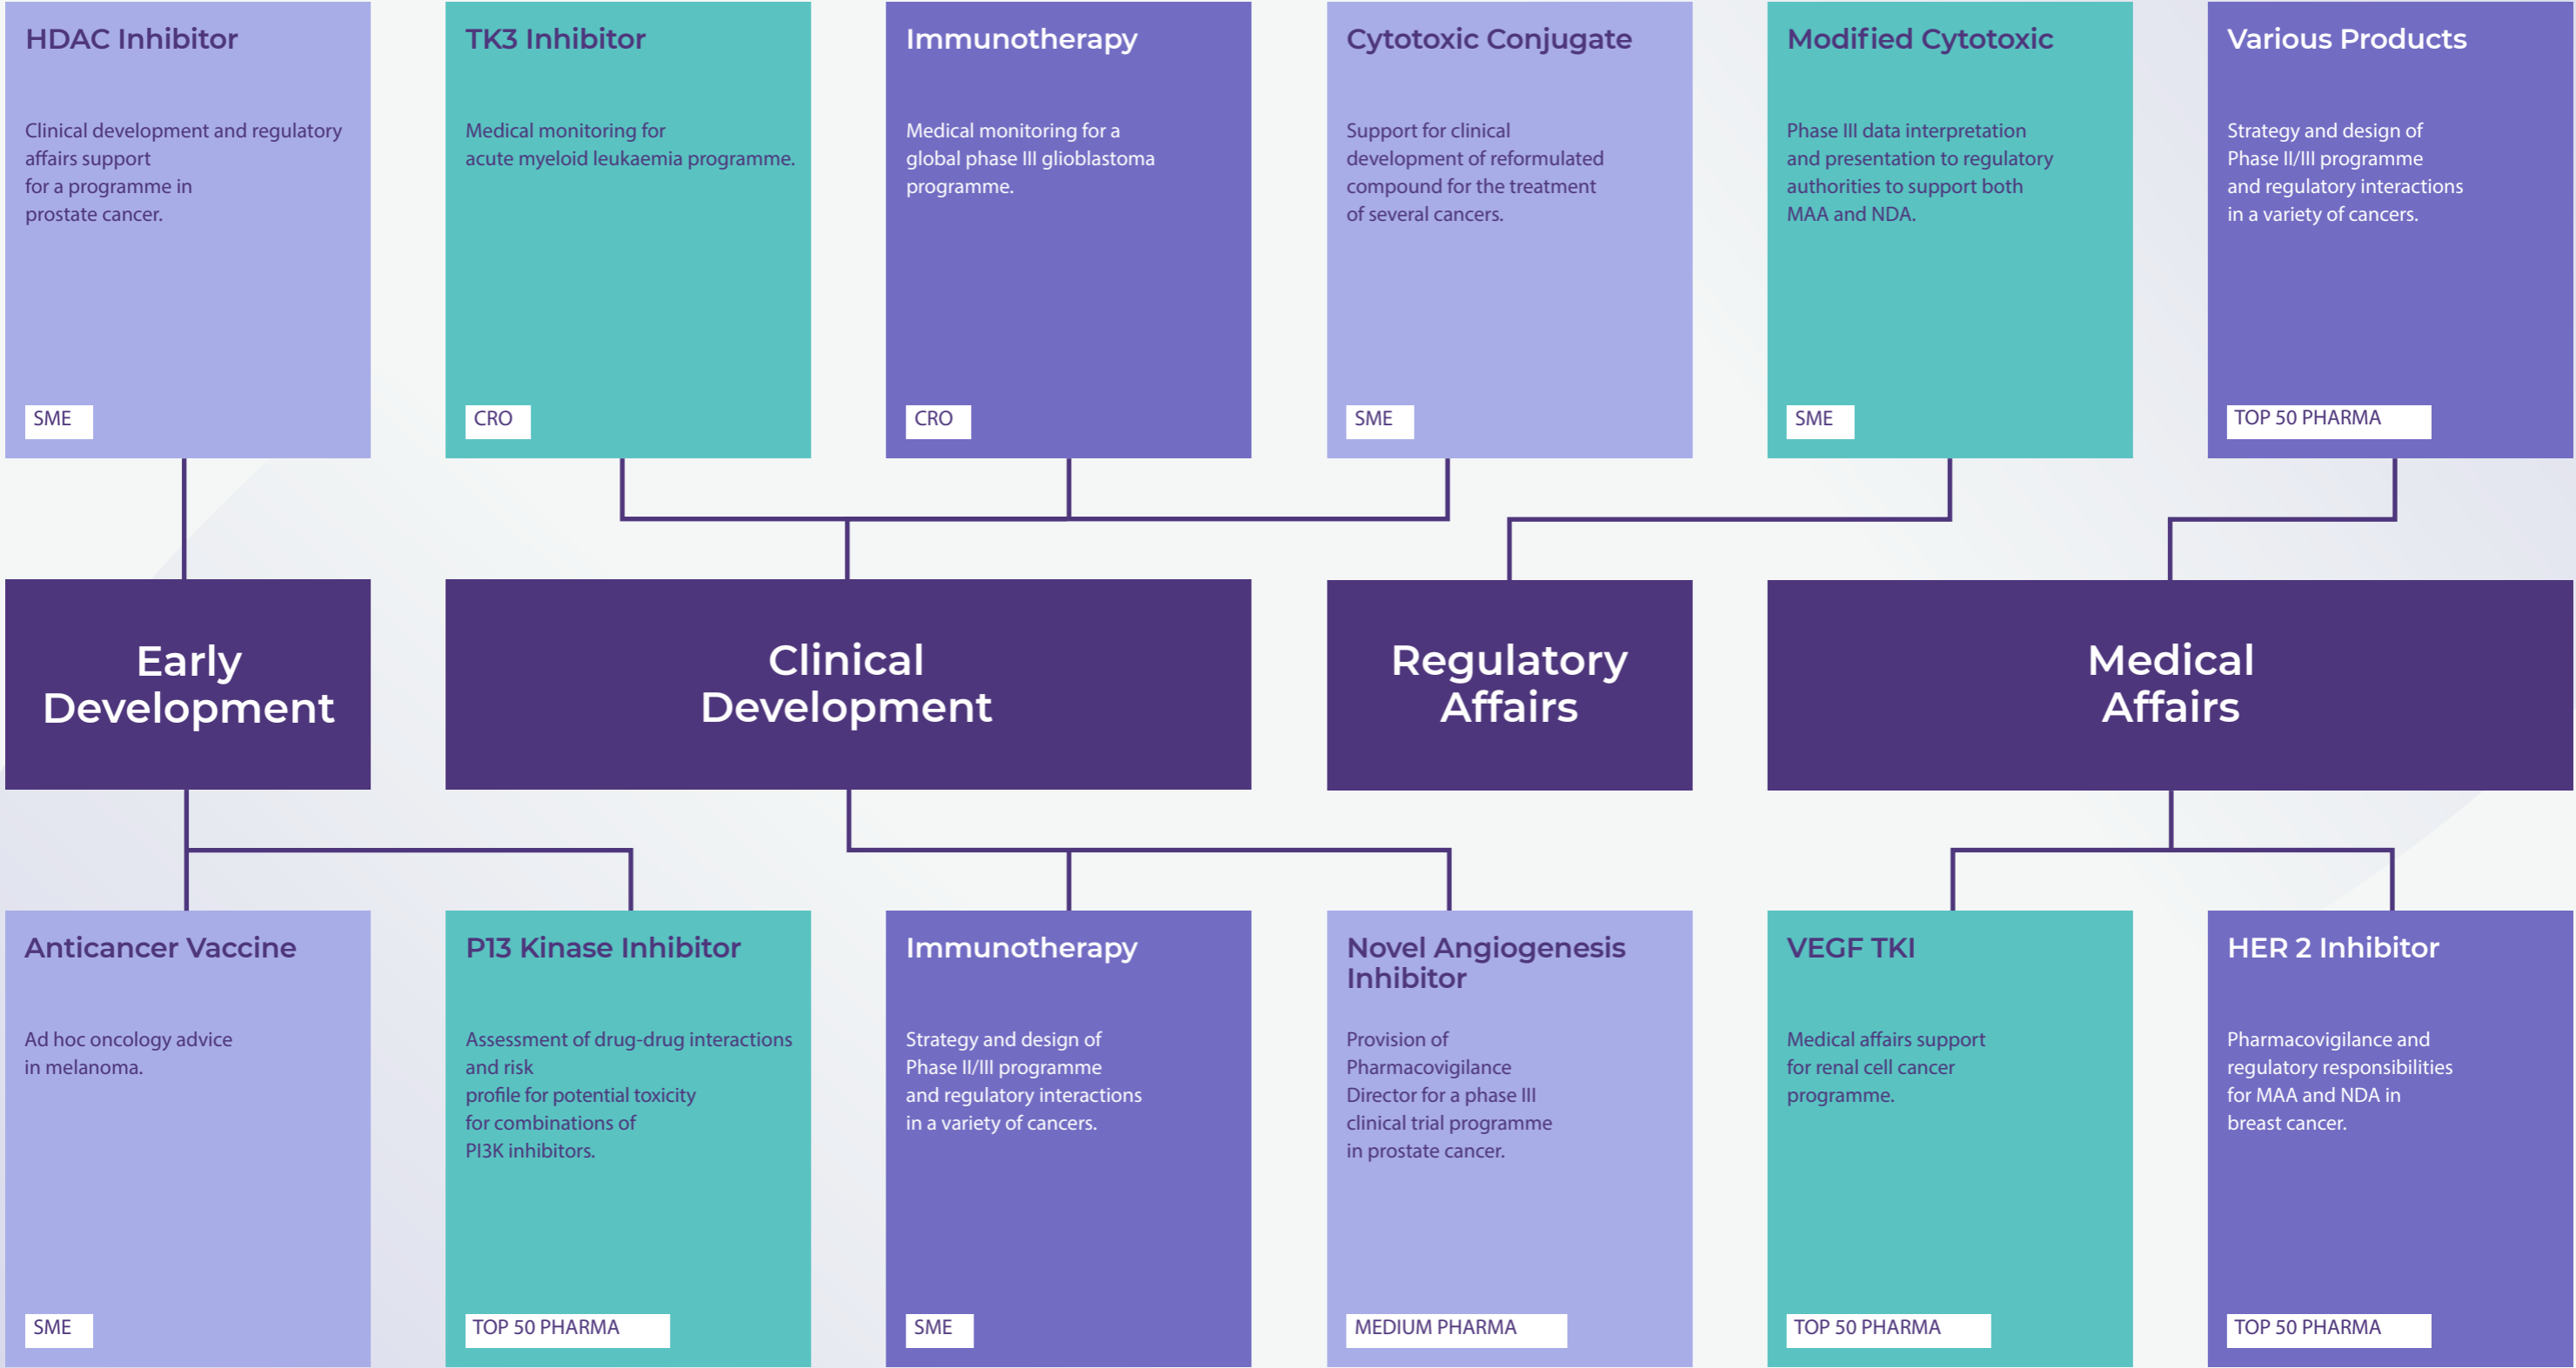 HDAC Inhibitor
Clinical development and regulatory
affairs support
for a programme in
prostate cancer.
SME
TK3 Inhibitor
Medical monitoring for
acute myeloid leukaemia programme.
CRO
Immunotherapy
Medical monitoring for a
global phase III glioblastoma
programme.
CRO
Cytotoxic Conjugate
Support for clinical
development of reformulated
compound for the treatment
of several cancers.
SME
Modified Cytotoxic
Phase III data interpretation
and presentation to regulatory
authorities to support both
MAA and NDA.
SME
Various Products
Strategy and design of
Phase II/III programme
and regulatory interactions
in a variety of cancers.
TOP 50 PHARMA
Early
Development
Clinical
Development
Regulatory
Affairs
Medical
Affairs
Anticancer Vaccine
Ad hoc oncology advice
in melanoma.
SME
P13 Kinase Inhibitor
Assessment of drug-drug interactions
and risk
profile for potential toxicity
for combinations of
PI3K inhibitors.
TOP 50 PHARMA
Immunotherapy
Strategy and design of
Phase II/III programme
and regulatory interactions
in a variety of cancers.
SME
Novel Angiogenesis
Inhibitor
Provision of
Pharmacovigilance
Director for a phase III
clinical trial programme
in prostate cancer.
MEDIUM PHARMA
VEGF TKI
Medical affairs support
for renal cell cancer
programme.
TOP 50 PHARMA
HER 2 Inhibitor
Pharmacovigilance and
regulatory responsibilities
for MAA and NDA in
breast cancer.
TOP 50 PHARMA